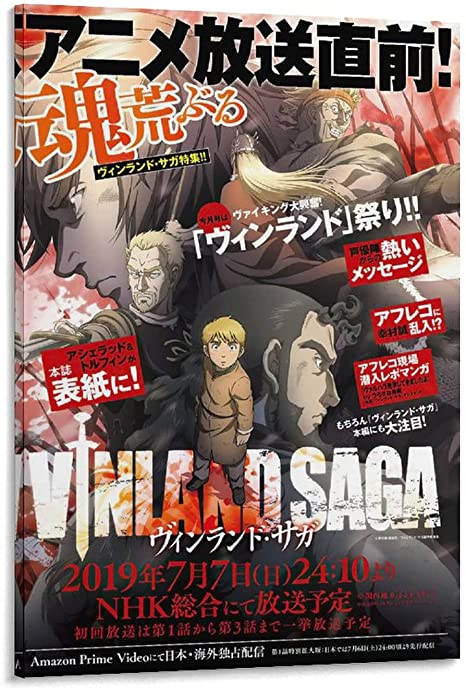 アニメ放送直前!
魂荒ぶる
ヴィンランド・サガ特集!!
今月号は
ヴァイキング大興奮!
「ヴィンランド」祭り!!
声優陣からの熱いメッセージ
アフレコに
幸村誠乱入!?
アフレコ現場
潜入レポマンガ
もちろん『ヴィンランド・サガ』
本編にも大注目!
アシェラッド&
トルフィンが
本誌
表紙に!
VINLAND SAGA
ヴィンランド・サガ
2019年7月7日(日)24:10より
NHK総合にて放送予定
初回放送は第1話から第3話まで一挙放送予定
Amazon Prime Videoにて日本・海外独占配信